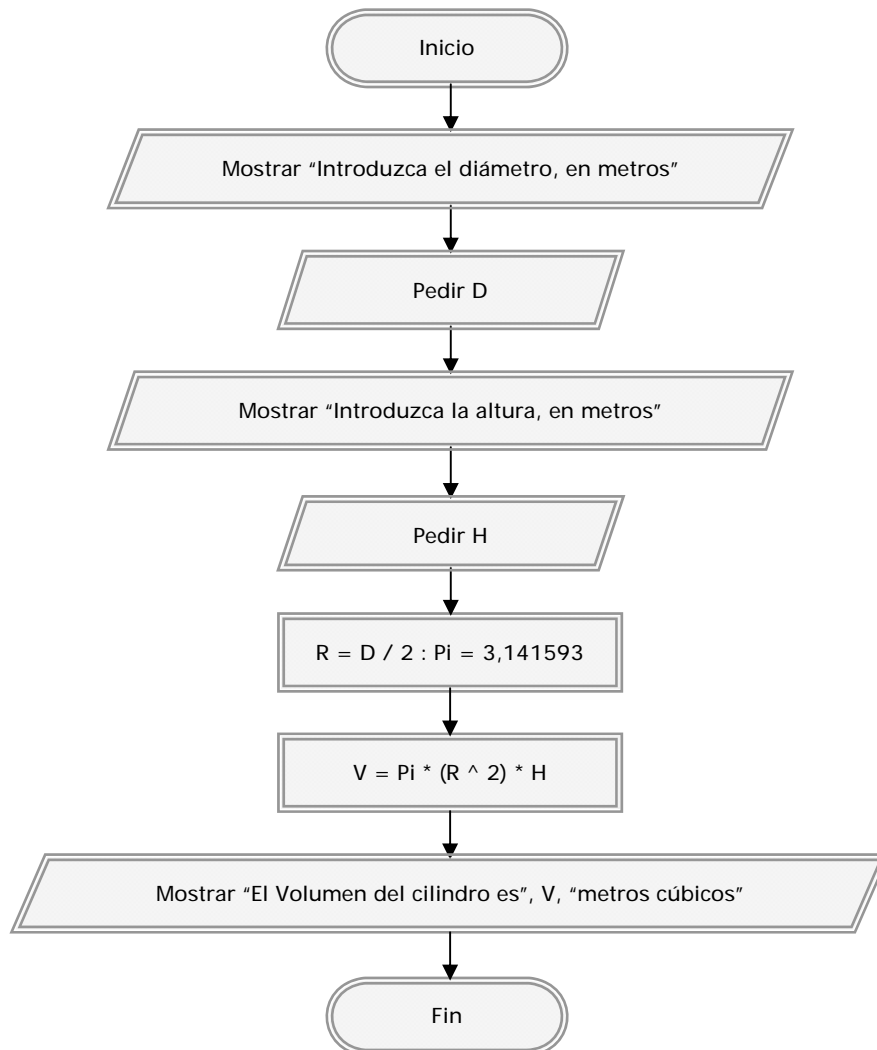 Inicio
Mostrar “Introduzca el diámetro, en metros”
Pedir D
Mostrar “Introduzca la altura, en metros”
Pedir H
R = D / 2 : Pi = 3,141593
V = Pi * (R ^ 2) * H
Mostrar “El Volumen del cilindro es”, V, “metros cúbicos”
Fin